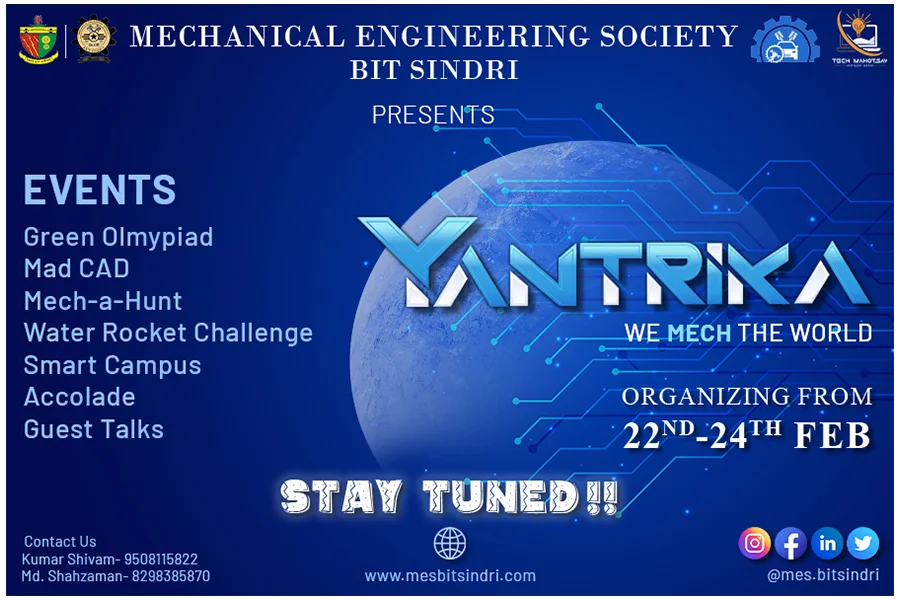 MECHANICAL ENGINEERING SOCIETY
BIT SINDRI
TECH MAHOTSAV
PRESENTS
EVENTS
Green Olmypiad
Mad CAD
Mech-a-Hunt
Water Rocket Challenge
Smart Campus
Accolade
Guest Talks
YANTRIKA
WE MECH THE WORLD
ORGANIZING FROM
22ND-24TH FEB
STAY TUNED!!
Contact Us
Kumar Shivam- 9508115822
Md. Shahzaman- 8298385870
www.mesbitsindri.com
@mes.bitsindri